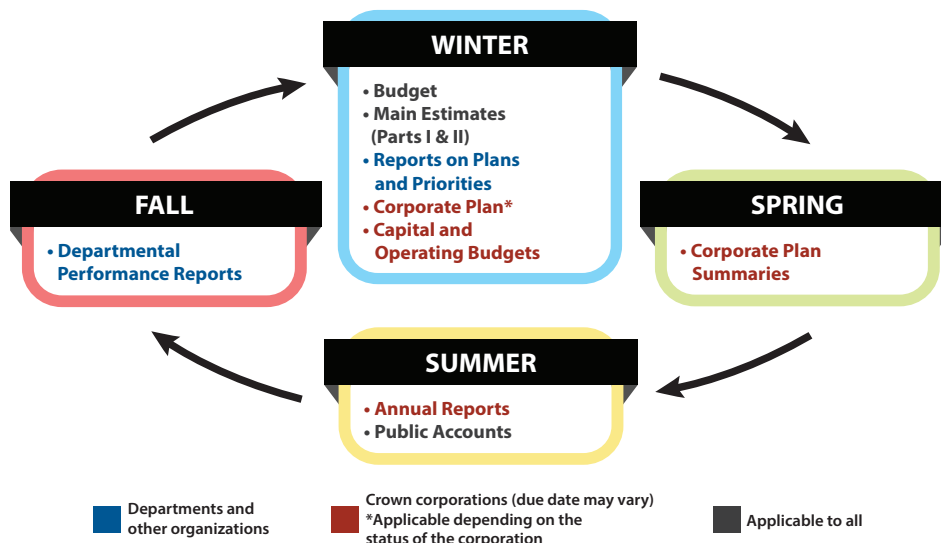 WINTER
• Budget
• Main Estimates
(Parts I & II)
• Reports on Plans
and Priorities
• Corporate Plan*
• Capital and
Operating Budgets
FALL
• Departmental
Performance Reports
SPRING
• Corporate Plan
Summaries
SUMMER
• Annual Reports
• Public Accounts
Departments and
other organizations
Crown corporations (due date may vary)
*Applicable depending on the
status of the corporation
Applicable to all